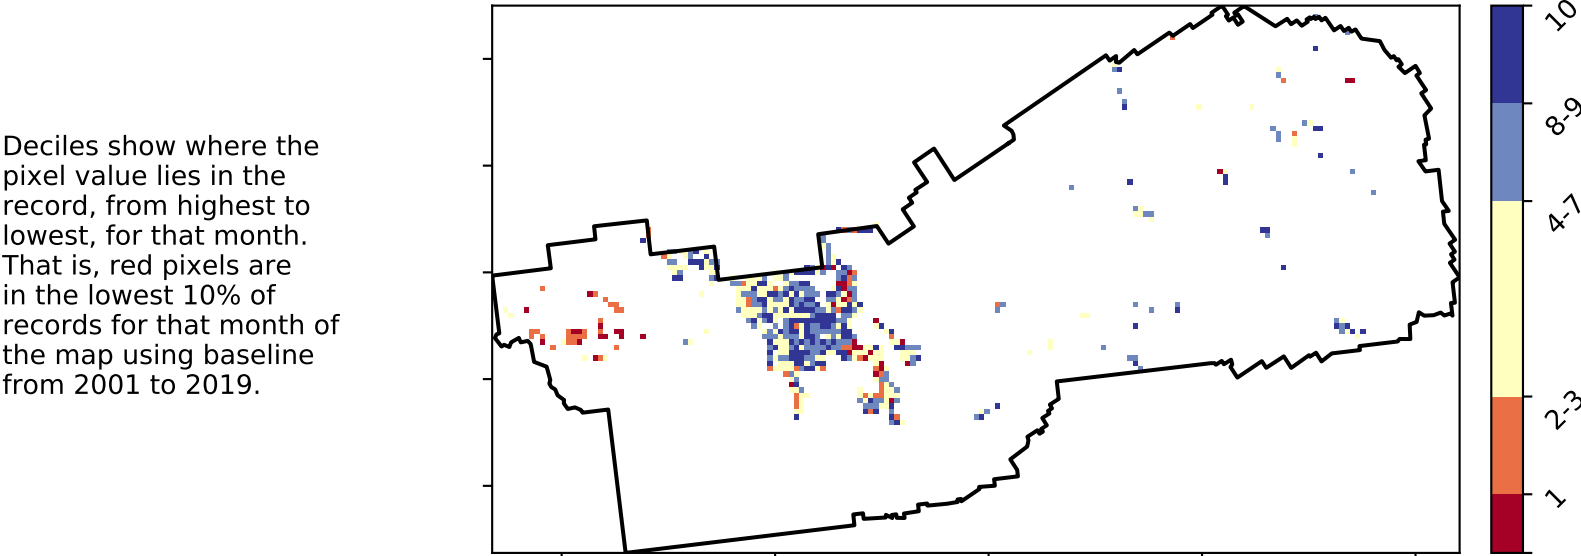 Deciles show where the
pixel value lies in the
record, from highest to
lowest, for that month.
That is, red pixels are
in the lowest 10% of
records for that month of
the map using baseline
from 2001 to 2019.
10
8-9
4-7
2-3
1